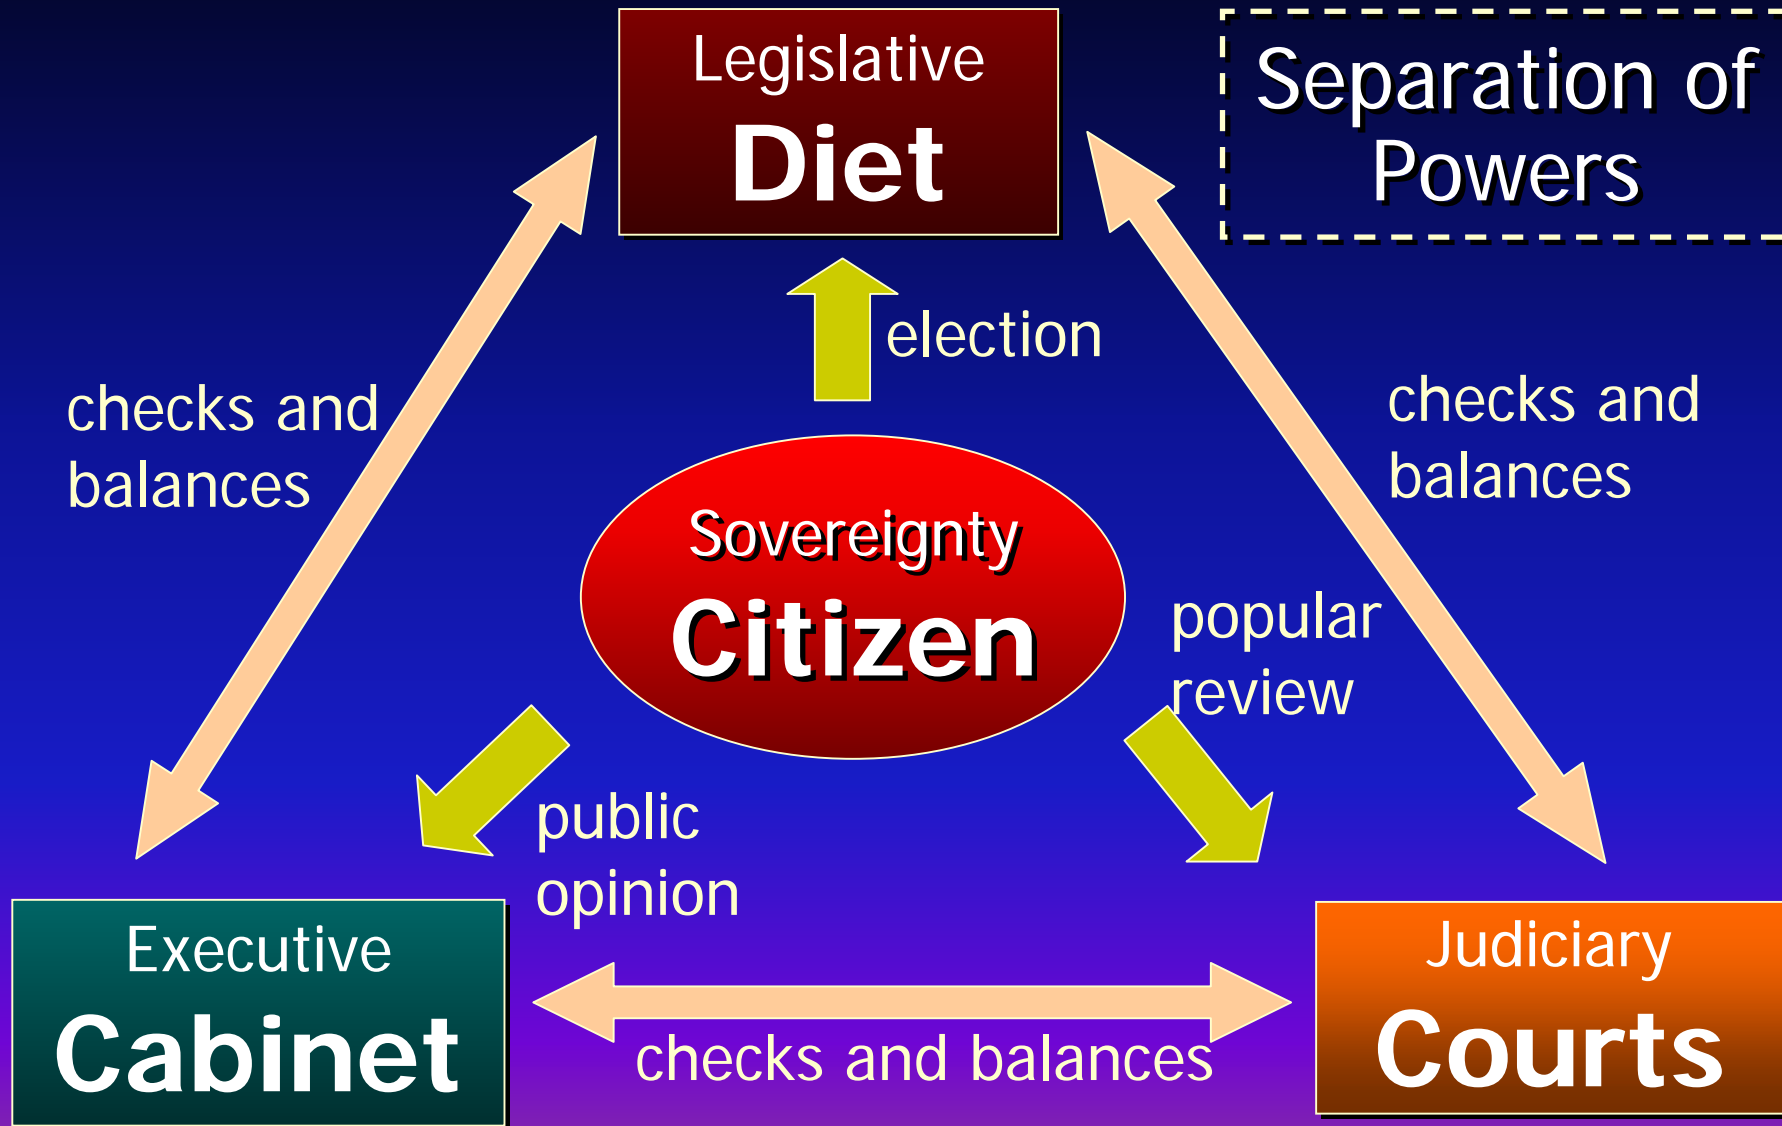 Legislative
Diet
Separation of
Powers
election
checks and
balances
checks and
balances
Sovereignty
Citizen
popular
review
public
opinion
Executive
Cabinet
checks and balances
Judiciary
Courts